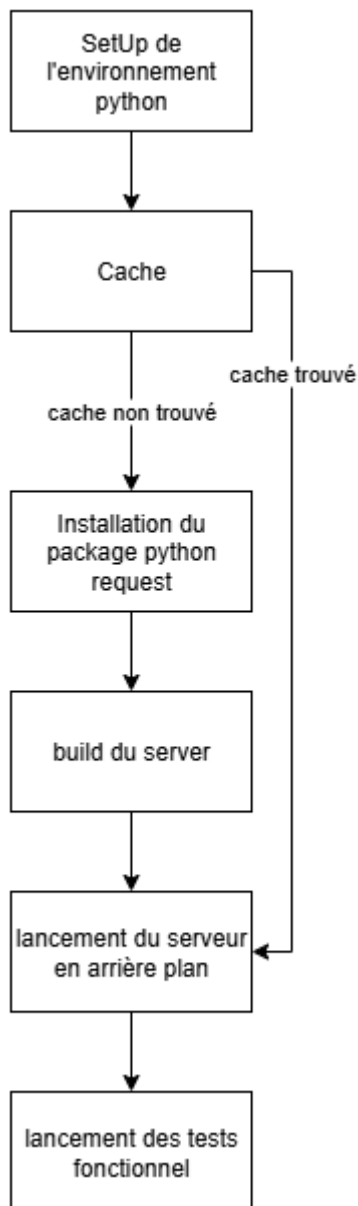 SetUp de
l'environnement
python
Cache
cache trouvé
cache non trouvé
Installation du
package python
request
build du server
lancement du serveur
en arrière plan
lancement des tests
fonctionnel